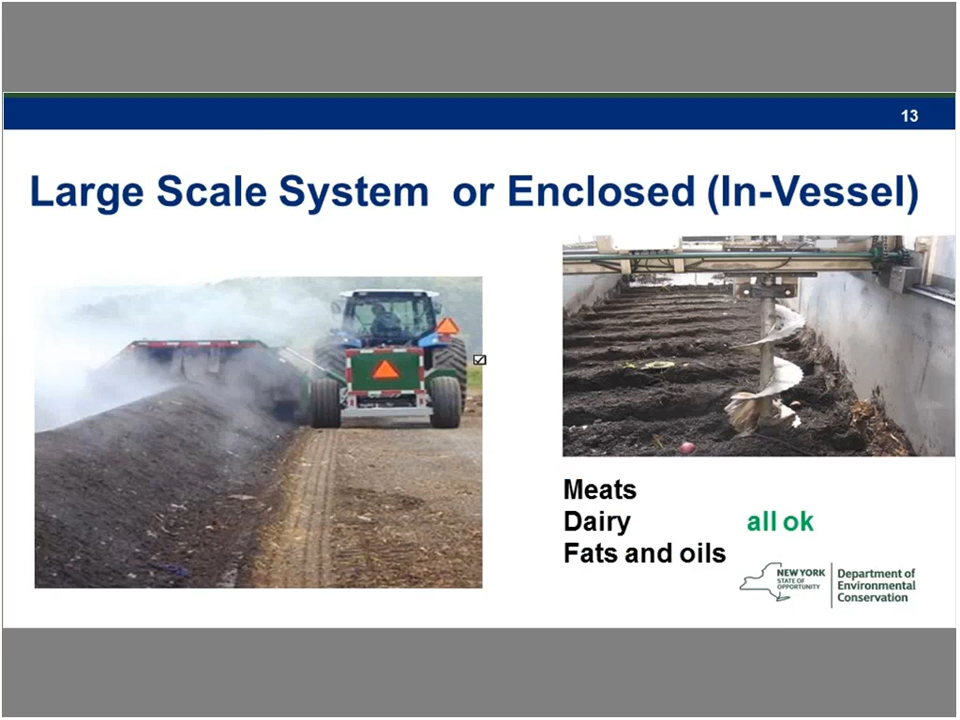 13
Large Scale System or Enclosed (In-Vessel)
Meats
Dairy all ok
Fats and oils
NEW YORK
STATE OF
OPPORTUNITY
Department of
Environmental
Conservation